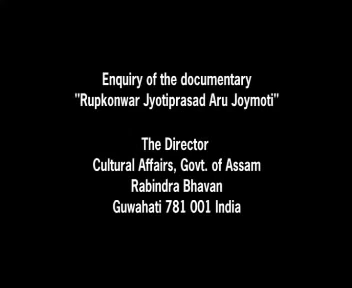 Enquiry of the documentary
"Rupkonwar Jyotiprasad Aru Joymoti"
The Director
Cultural Affairs, Govt. of Assam
Rabindra Bhavan
Guwahati 781 001 India